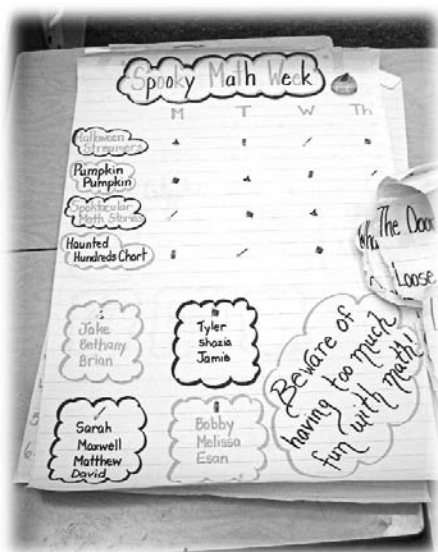 Spooky Math Week
M T W Th
Halloween
Streamers
Pumpkin
Pumpkin
Spooktacular
Math Stories
Haunted
Hundreds Chart
Jake
Bethany
Brian
Tyler
Shazia
Jamie
Sarah
Maxwell
Matthew
David
Bobby
Melissa
Esan
Beware of
having too much
fun with math!
The Door
Loose